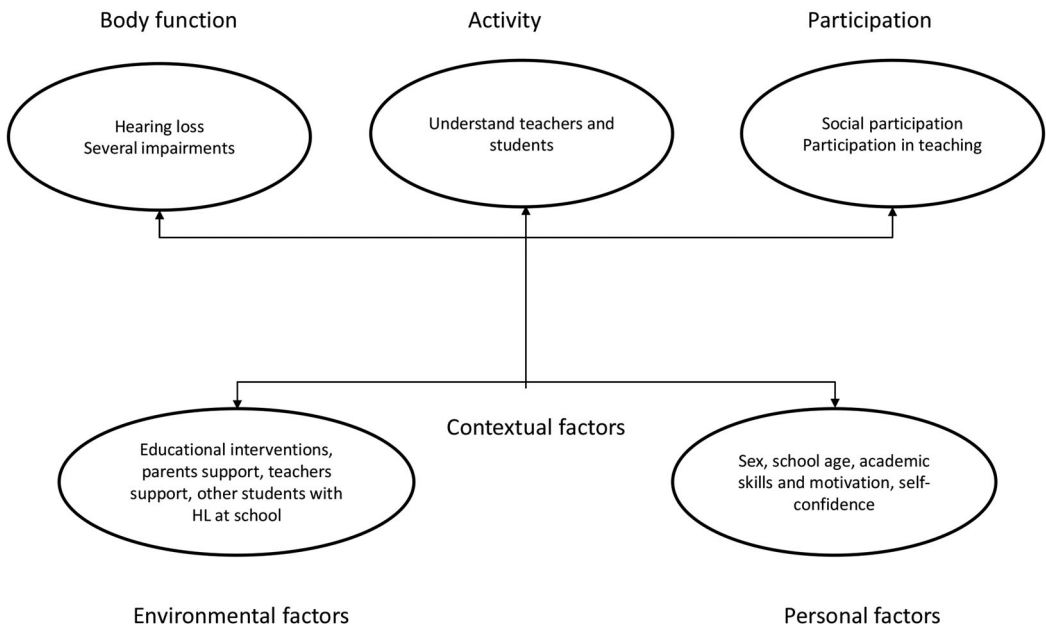 Body function
Activity
Participation
Hearing loss
Several impairments
Understand teachers and
students
Social participation
Participation in teaching
Contextual factors
Educational interventions,
parents support, teachers
support, other students with
HL at school
Sex, school age, academic
skills and motivation, self-
confidence
Environmental factors
Personal factors